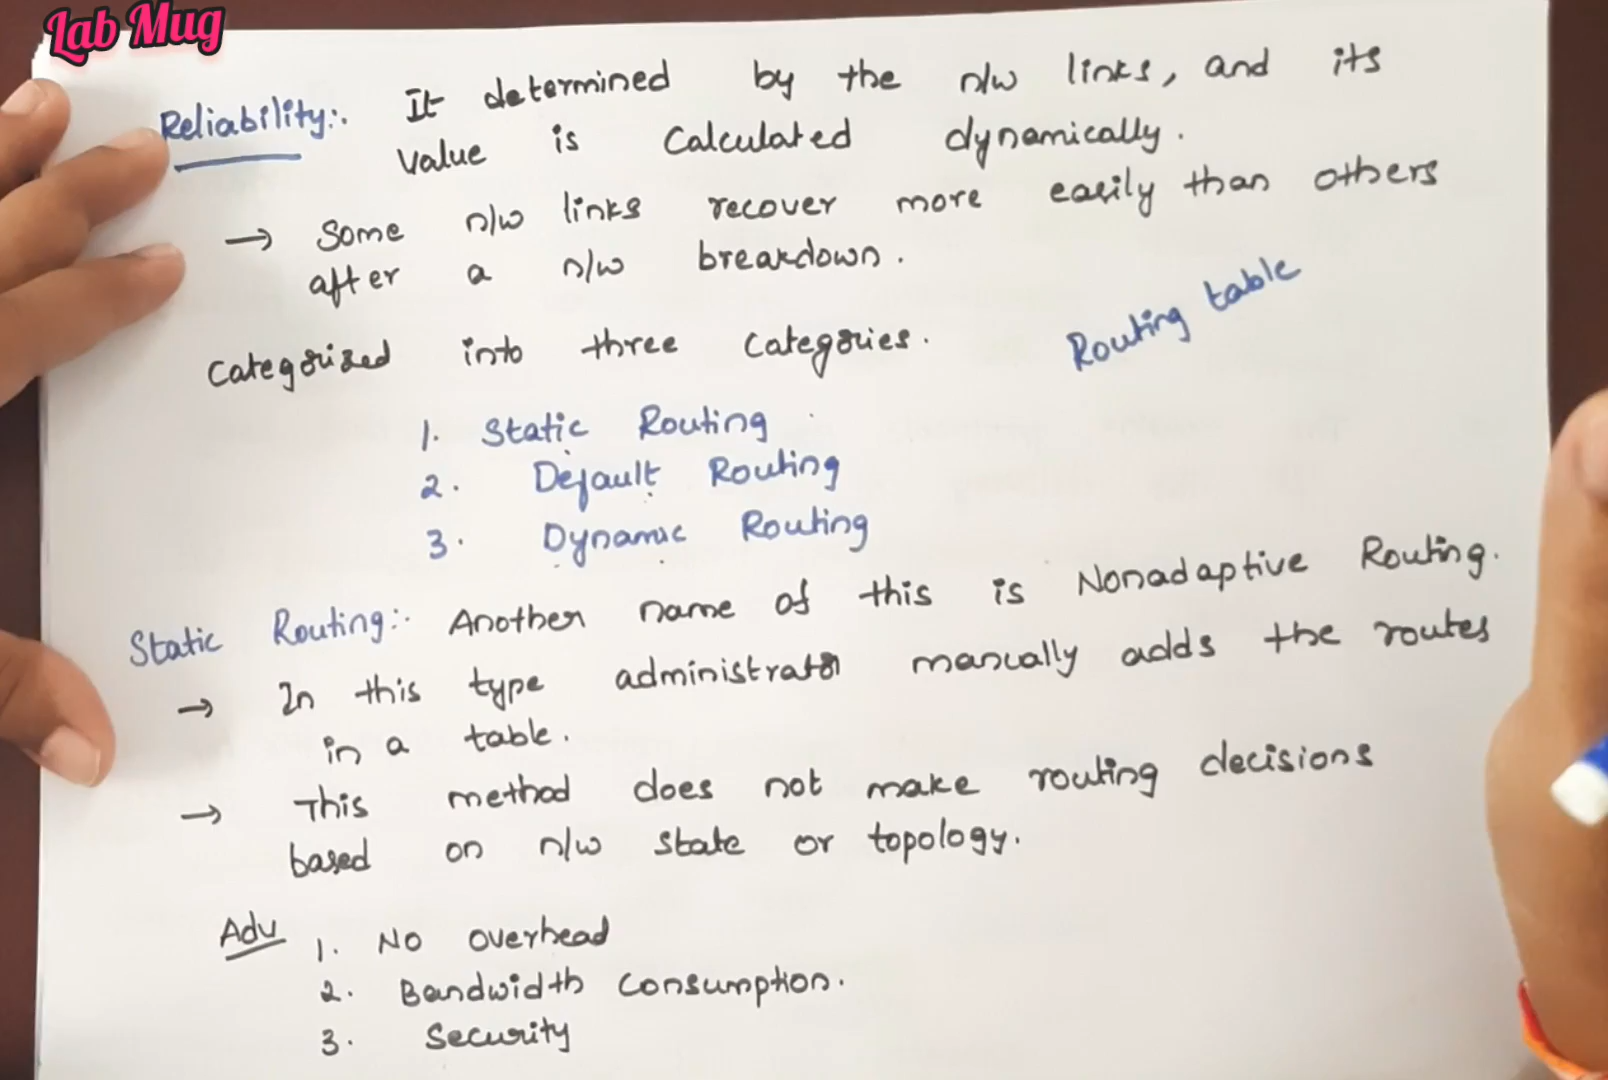 Lab Mug
Reliability:. It determined by the n/w links, and its
value is Calculated dynamically.
→ Some n/w links recover more easily than others
after a n/w breakdown.
Routing table
Categorized into three Categories.
1. Static Routing
2. Default Routing
3. Dynamic Routing
Static Routing:. Another name of this is Nonadaptive Routing.
→ In this type administrator manually adds the routes
in a table.
→ This method does not make routing decisions
based on n/w state or topology.
Adv
1. No overhead
2. Bandwidth Consumption.
3. Security